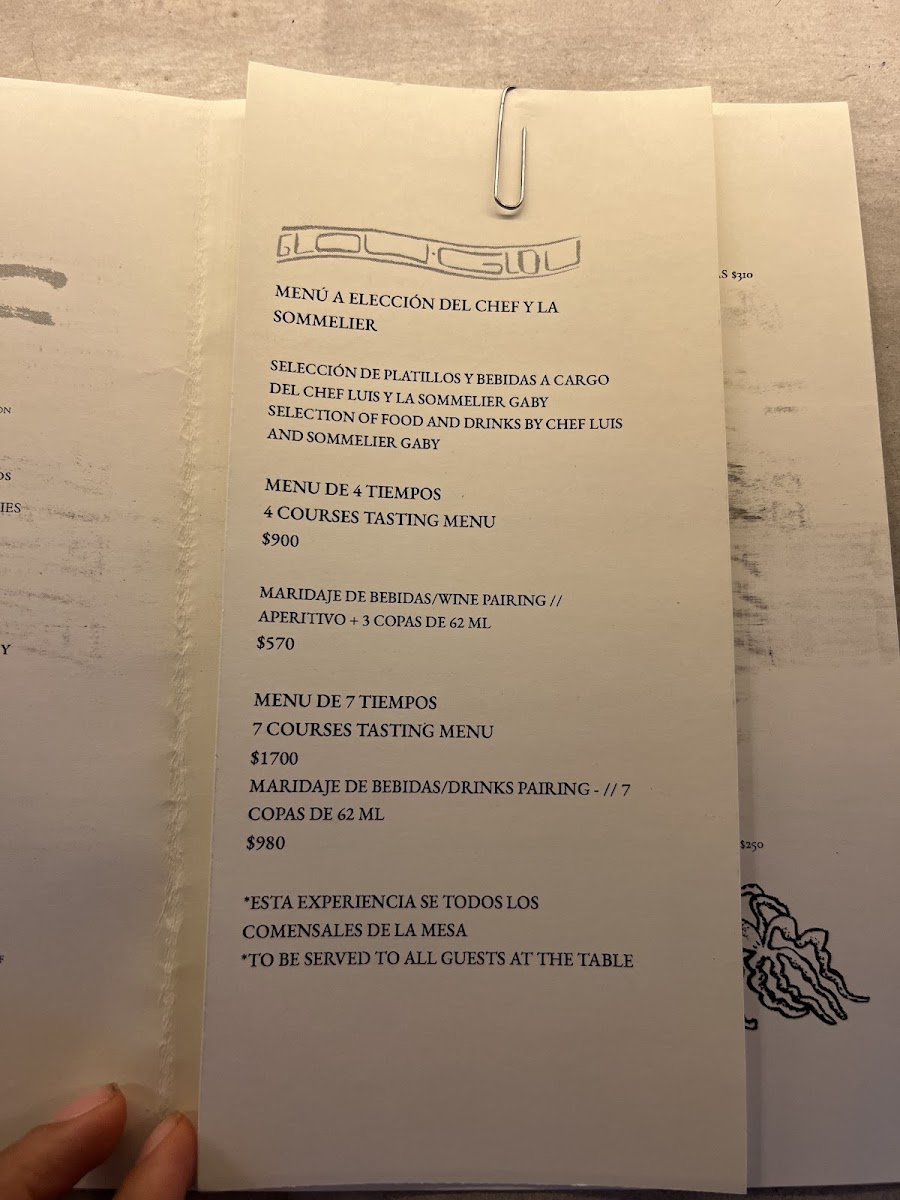 GLOU·GLOU
MENÚ A ELECCIÓN DEL CHEF Y LA
SOMMELIER
SELECCIÓN DE PLATILLOS Y BEBIDAS A CARGO
DEL CHEF LUIS Y LA SOMMELIER GABY
SELECTION OF FOOD AND DRINKS BY CHEF LUIS
AND SOMMELIER GABY
MENU DE 4 TIEMPOS
4 COURSES TASTING MENU
$900
MARIDAJE DE BEBIDAS/WINE PAIRING //
APERITIVO + 3 COPAS DE 62 ML
$570
MENU DE 7 TIEMPOS
7 COURSES TASTING MENU
$1700
MARIDAJE DE BEBIDAS/DRINKS PAIRING - // 7
COPAS DE 62 ML
$980
*ESTA EXPERIENCIA SE TODOS LOS
COMENSALES DE LA MESA
*TO BE SERVED TO ALL GUESTS AT THE TABLE
ON
OS
IES
Y
F
AS $310
$250